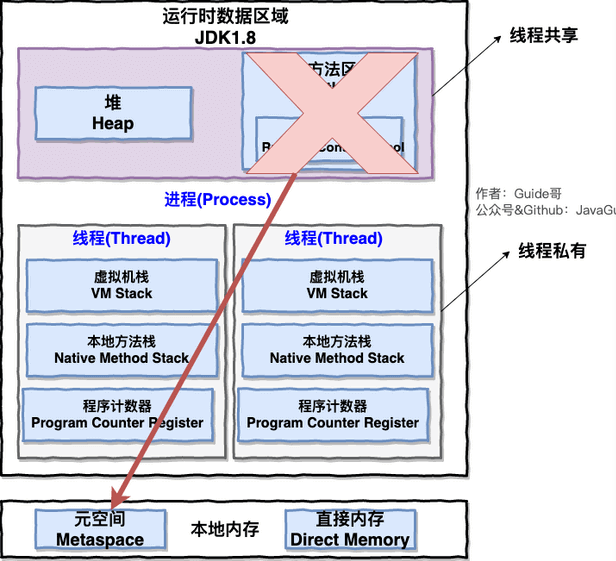 运行时数据区域
JDK1.8
线程共享
堆
Heap
方法区
进程(Process)
作者：Guide哥
公众号&Github：JavaGu
线程(Thread)
线程(Thread)
线程私有
虚拟机栈
VM Stack
虚拟机栈
VM Stack
本地方法栈
Native Method Stack
本地方法栈
Native Method Stack
程序计数器
Program Counter Register
程序计数器
Program Counter Register
元空间
Metaspace
本地内存
直接内存
Direct Memory